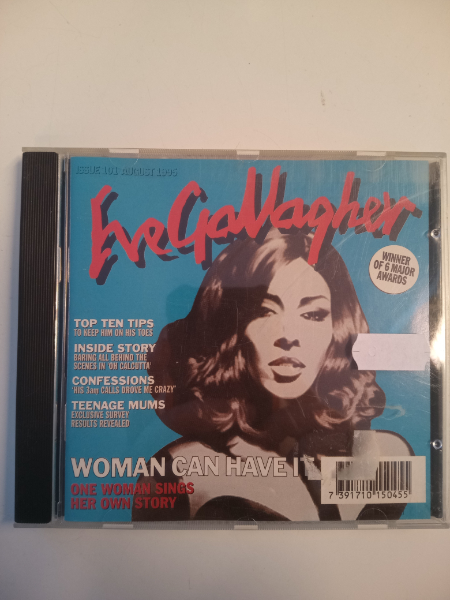 ISSUE 101 AUGUST 1995
Eve Gallagher
WINNER
OF 6 MAJOR
AWARDS
TOP TEN TIPS
TO KEEP HIM ON HIS TOES
INSIDE STORY
BARING ALL BEHIND THE
SCENES IN 'OH CALCUTTA'
CONFESSIONS
'HIS 3am CALLS DROVE ME CRAZY'
TEENAGE MUMS
EXCLUSIVE SURVEY
RESULTS REVEALED
WOMAN CAN HAVE IT
ONE WOMAN SINGS
HER OWN STORY
7 391710 150455